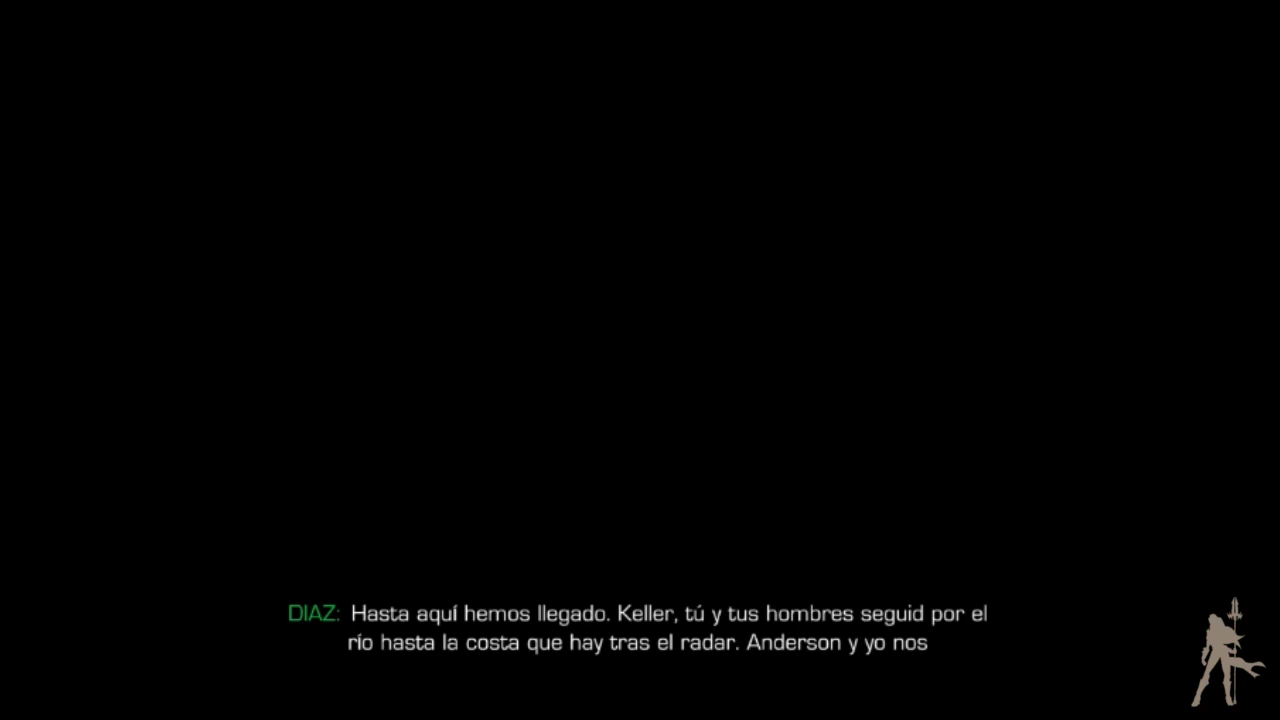 DIAZ: Hasta aquí hemos llegado. Keller, tú y tus hombres seguid por el
río hasta la costa que hay tras el radar. Anderson y yo nos